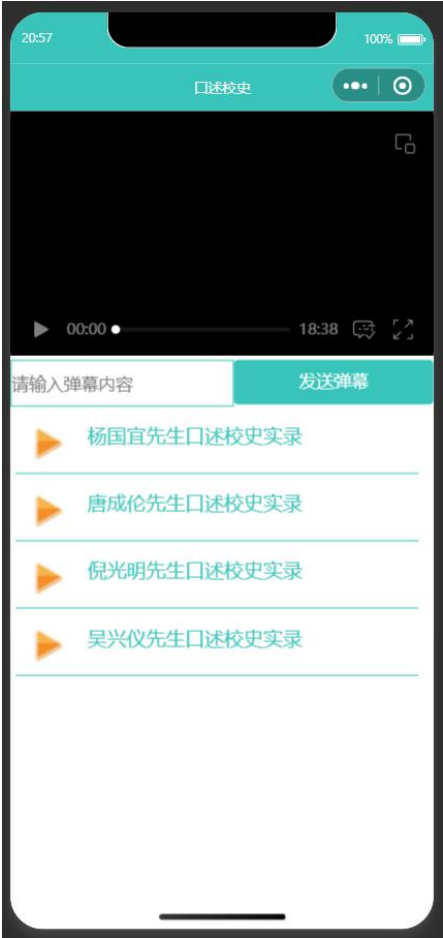 20:57
100%
口述校史
00:00
18:38
请输入弹幕内容
发送弹幕
杨国宜先生口述校史实录
唐成伦先生口述校史实录
倪光明先生口述校史实录
吴兴仪先生口述校史实录